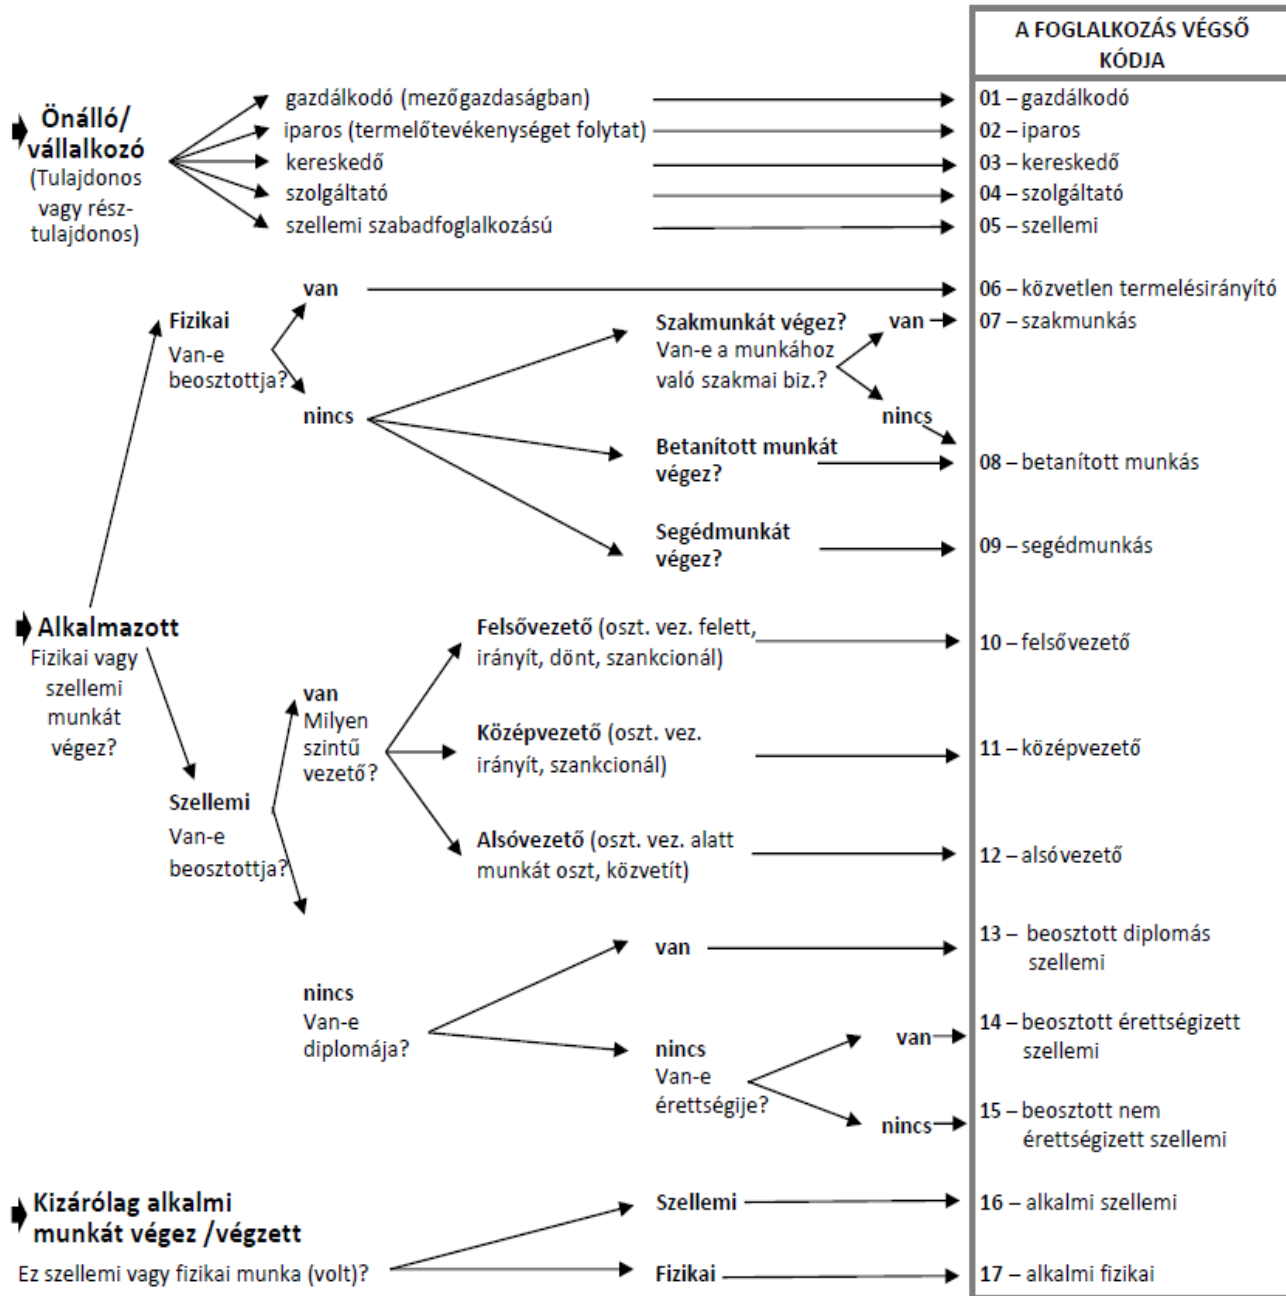 A FOGLALKOZÁS VÉGSŐ
KÓDJA
Önálló/
vállalkozó
(Tulajdonos
vagy rész-
tulajdonos)
gazdálkodó (mezőgazdaságban)
01 – gazdálkodó
iparos (termelőtevékenységet folytat)
02 – iparos
kereskedő
03 – kereskedő
szolgáltató
04 – szolgáltató
szellemi szabadfoglalkozású
05 – szellemi
Alkalmazott
Fizikai vagy
szellemi
munkát
végez?
Fizikai
Van-e
beosztottja?
van
06 – közvetlen termelésirányító
nincs
Szakmunkát végez?
Van-e a munkához
való szakmai biz.?
van
07 – szakmunkás
nincs
Betanított munkát
végez?
08 – betanított munkás
Segédmunkát
végez?
09 – segédmunkás
Szellemi
Van-e
beosztottja?
van
Milyen
szintű
vezető?
Felsővezető (oszt. vez. felett,
irányít, dönt, szankcionál)
10 – felsővezető
Középvezető (oszt. vez.
irányít, szankcionál)
11 – középvezető
Alsóvezető (oszt. vez. alatt
munkát oszt, közvetít)
12 – alsóvezető
nincs
Van-e
diplomája?
van
13 – beosztott diplomás
szellemi
nincs
Van-e
érettségije?
van
14 – beosztott érettségizett
szellemi
nincs
15 – beosztott nem
érettségizett szellemi
Kizárólag alkalmi
munkát végez /végzett
Ez szellemi vagy fizikai munka (volt)?
Szellemi
16 – alkalmi szellemi
Fizikai
17 – alkalmi fizikai